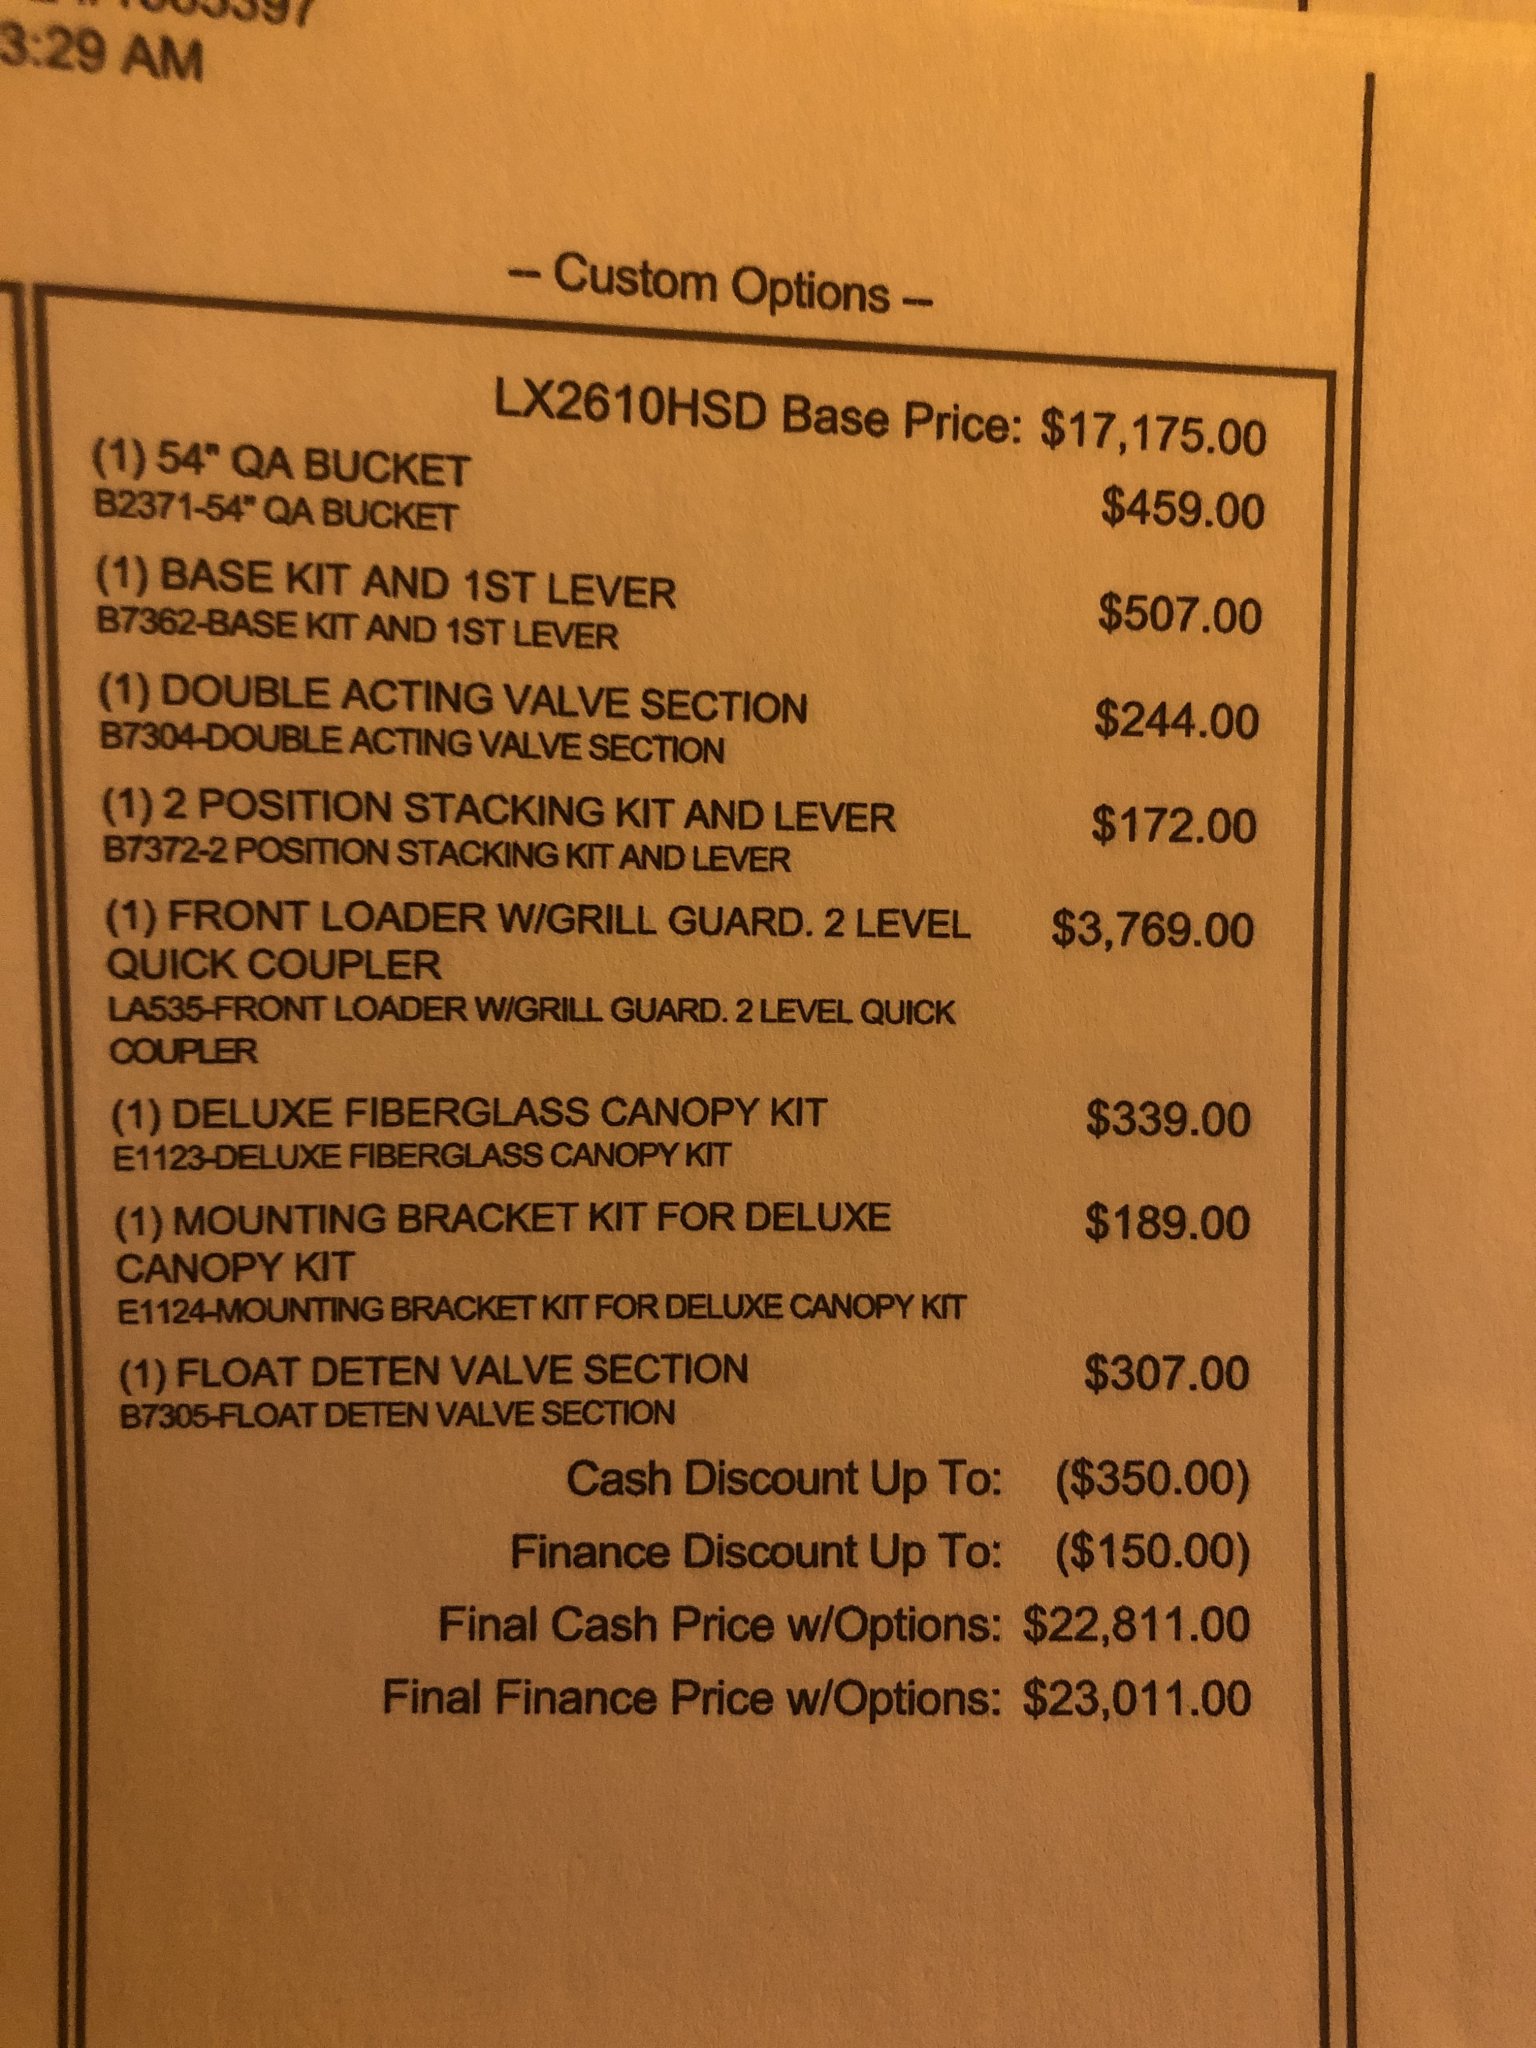 3:29 AM
-- Custom Options --
LX2610HSD Base Price: $17,175.00
(1) 54" QA BUCKET
B2371-54" QA BUCKET $459.00
(1) BASE KIT AND 1ST LEVER $507.00
B7362-BASE KIT AND 1ST LEVER
(1) DOUBLE ACTING VALVE SECTION $244.00
B7304-DOUBLE ACTING VALVE SECTION
(1) 2 POSITION STACKING KIT AND LEVER $172.00
B7372-2 POSITION STACKING KIT AND LEVER
(1) FRONT LOADER W/GRILL GUARD. 2 LEVEL $3,769.00
QUICK COUPLER
LA535-FRONT LOADER W/GRILL GUARD. 2 LEVEL QUICK
COUPLER
(1) DELUXE FIBERGLASS CANOPY KIT $339.00
E1123-DELUXE FIBERGLASS CANOPY KIT
(1) MOUNTING BRACKET KIT FOR DELUXE $189.00
CANOPY KIT
E1124-MOUNTING BRACKET KIT FOR DELUXE CANOPY KIT
(1) FLOAT DETEN VALVE SECTION $307.00
B7305-FLOAT DETEN VALVE SECTION
Cash Discount Up To: ($350.00)
Finance Discount Up To: ($150.00)
Final Cash Price w/Options: $22,811.00
Final Finance Price w/Options: $23,011.00